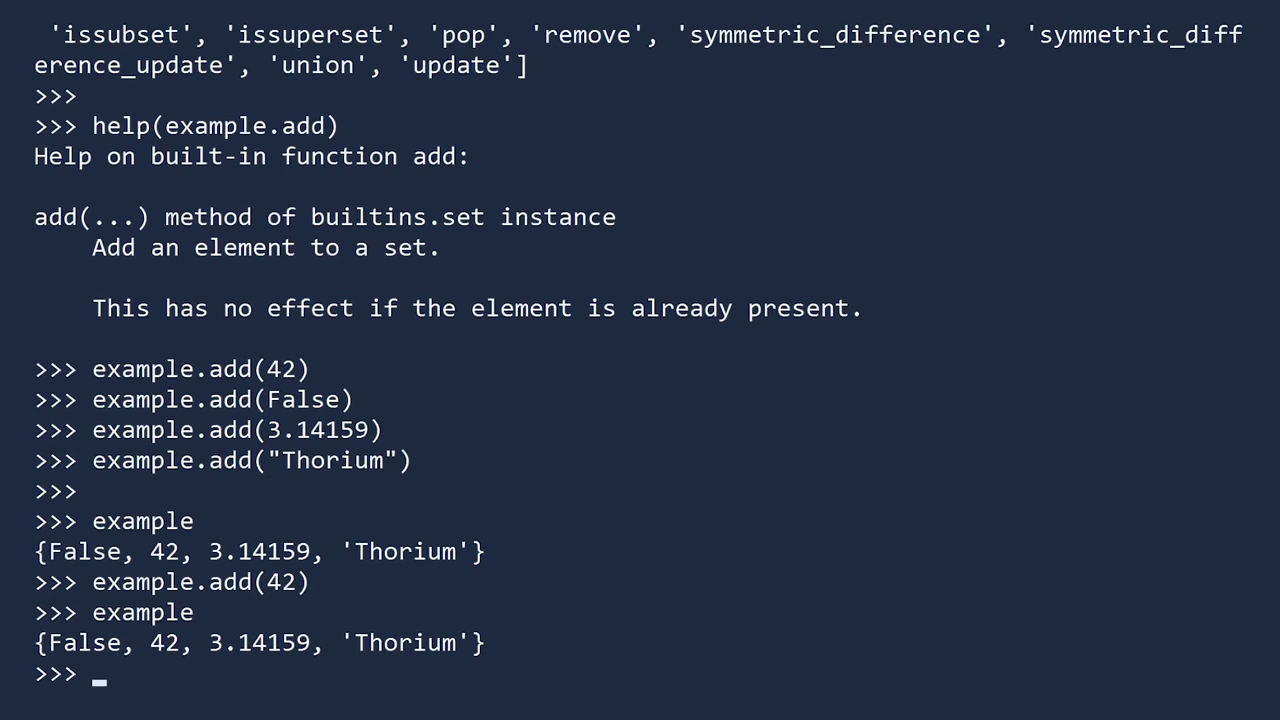 'issubset', 'issuperset', 'pop', 'remove', 'symmetric_difference', 'symmetric_diff
erence_update', 'union', 'update']
>>>
>>> help(example.add)
Help on built-in function add:

add(...) method of builtins.set instance
    Add an element to a set.

    This has no effect if the element is already present.

>>> example.add(42)
>>> example.add(False)
>>> example.add(3.14159)
>>> example.add("Thorium")
>>>
>>> example
{False, 42, 3.14159, 'Thorium'}
>>> example.add(42)
>>> example
{False, 42, 3.14159, 'Thorium'}
>>> _